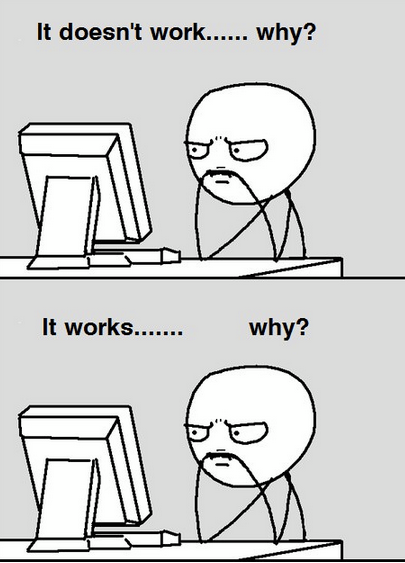 It doesn't work...... why?
It works....... why?